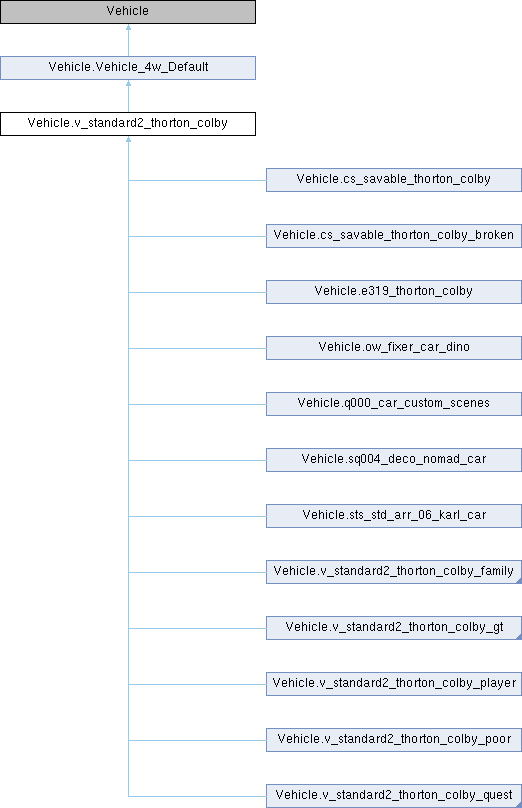 Vehicle
Vehicle.Vehicle_4w_Default
Vehicle.v_standard2_thorton_colby
Vehicle.cs_savable_thorton_colby
Vehicle.cs_savable_thorton_colby_broken
Vehicle.e319_thorton_colby
Vehicle.ow_fixer_car_dino
Vehicle.q000_car_custom_scenes
Vehicle.sq004_deco_nomad_car
Vehicle.sts_std_arr_06_karl_car
Vehicle.v_standard2_thorton_colby_family
Vehicle.v_standard2_thorton_colby_gt
Vehicle.v_standard2_thorton_colby_player
Vehicle.v_standard2_thorton_colby_poor
Vehicle.v_standard2_thorton_colby_quest